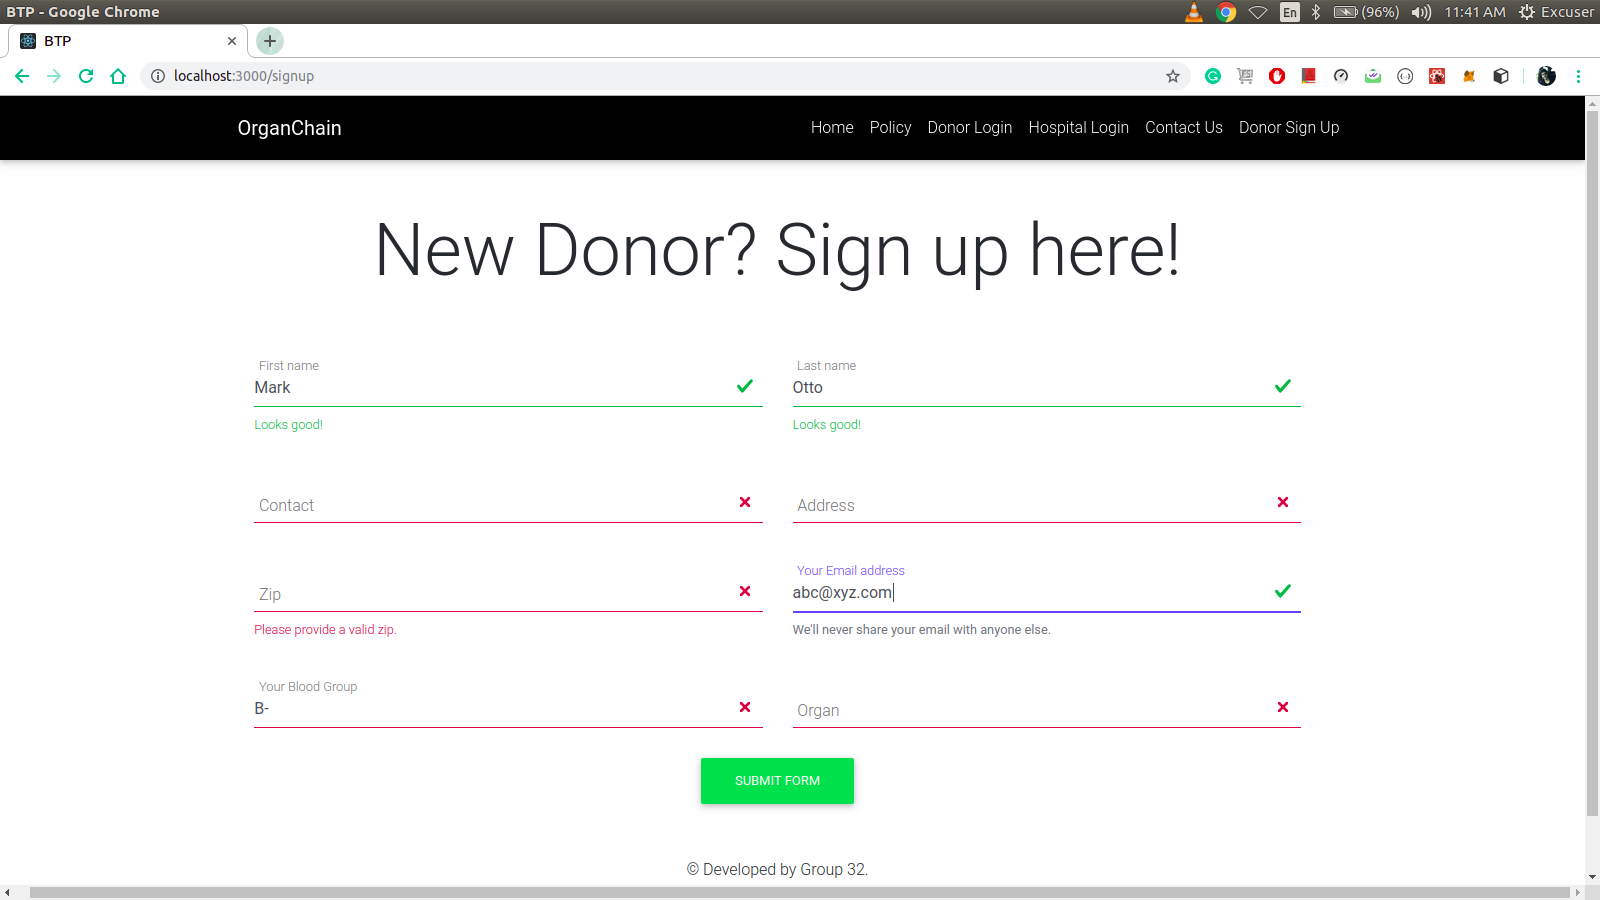 BTP - Google Chrome
En
(96%)
11:41 AM
Excuser
BTP
localhost:3000/signup
OrganChain
Home
Policy
Donor Login
Hospital Login
Contact Us
Donor Sign Up
New Donor? Sign up here!
First name
Last name
Mark
Otto
Looks good!
Looks good!
Contact
Address
Your Email address
Zip
abc@xyz.com
Please provide a valid zip.
We'll never share your email with anyone else.
Your Blood Group
B-
Organ
SUBMIT FORM
© Developed by Group 32.